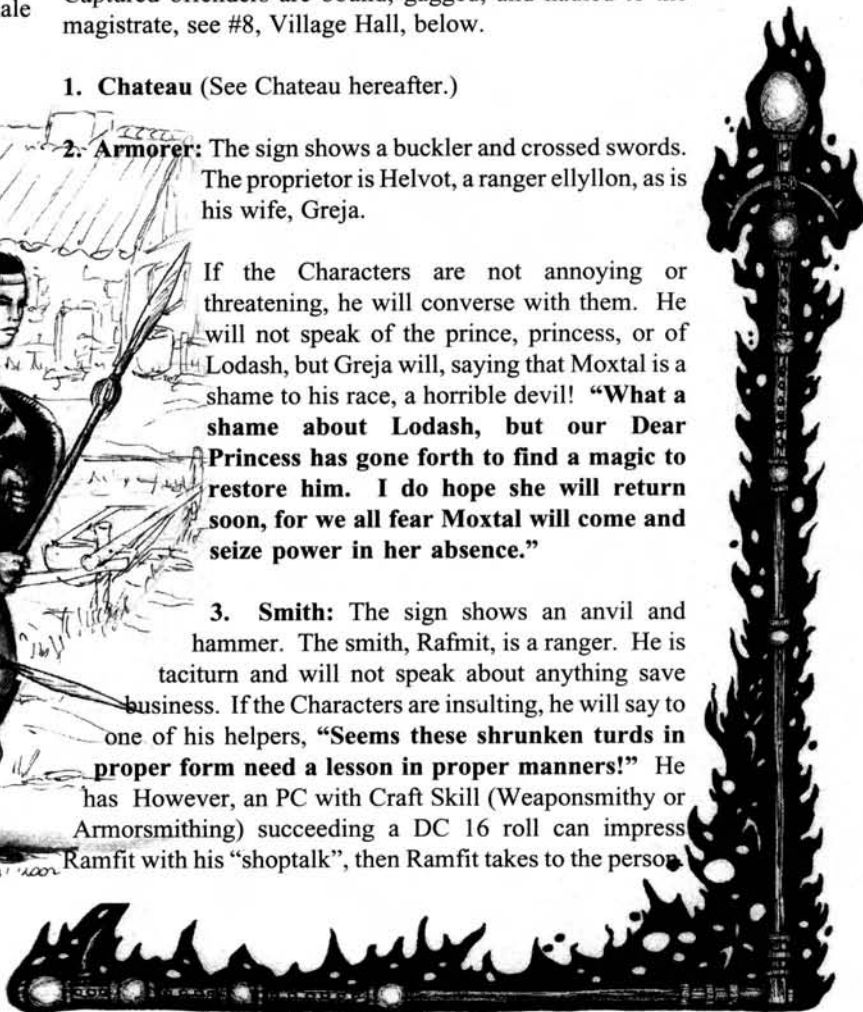 ale
magistrate, see #8, Village Hall, below.
1. Chateau (See Chateau hereafter.)
2. Armorer: The sign shows a buckler and crossed swords.
The proprietor is Helvot, a ranger ellyllon, as is
his wife, Greja.
If the Characters are not annoying or
threatening, he will converse with them. He
will not speak of the prince, princess, or of
Lodash, but Greja will, saying that Moxtal is a
shame to his race, a horrible devil! “What a
shame about Lodash, but our Dear
Princess has gone forth to find a magic to
restore him. I do hope she will return
soon, for we all fear Moxtal will come and
seize power in her absence.”
3. Smith: The sign shows an anvil and
hammer. The smith, Rafmit, is a ranger. He is
taciturn and will not speak about anything save
business. If the Characters are insulting, he will say to
one of his helpers, “Seems these shrunken turds in
proper form need a lesson in proper manners!” He
has However, an PC with Craft Skill (Weaponsmithy or
Armorsmithing) succeeding a DC 16 roll can impress
Ramfit with his “shoptalk”, then Ramfit takes to the person.